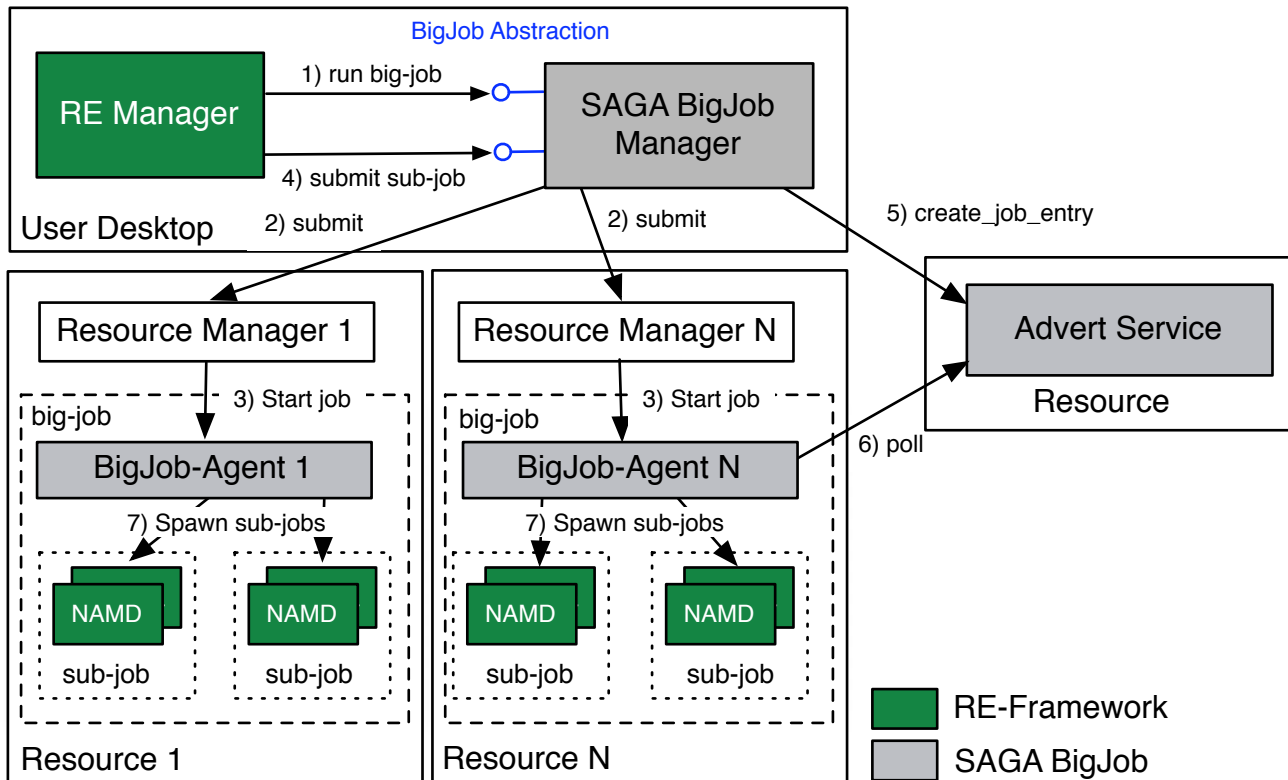 BigJob Abstraction
1) run big-job
RE Manager
SAGA BigJob
Manager
4) submit sub-job
User Desktop
2) submit
2) submit
5) create_job_entry
Resource Manager 1
Resource Manager N
Advert Service
Resource
3) Start job
3) Start job
big-job
big-job
6) poll
BigJob-Agent 1
BigJob-Agent N
7) Spawn sub-jobs
7) Spawn sub-jobs
NAMD
NAMD
NAMD
NAMD
sub-job
sub-job
sub-job
sub-job
Resource 1
Resource N
RE-Framework
SAGA BigJob